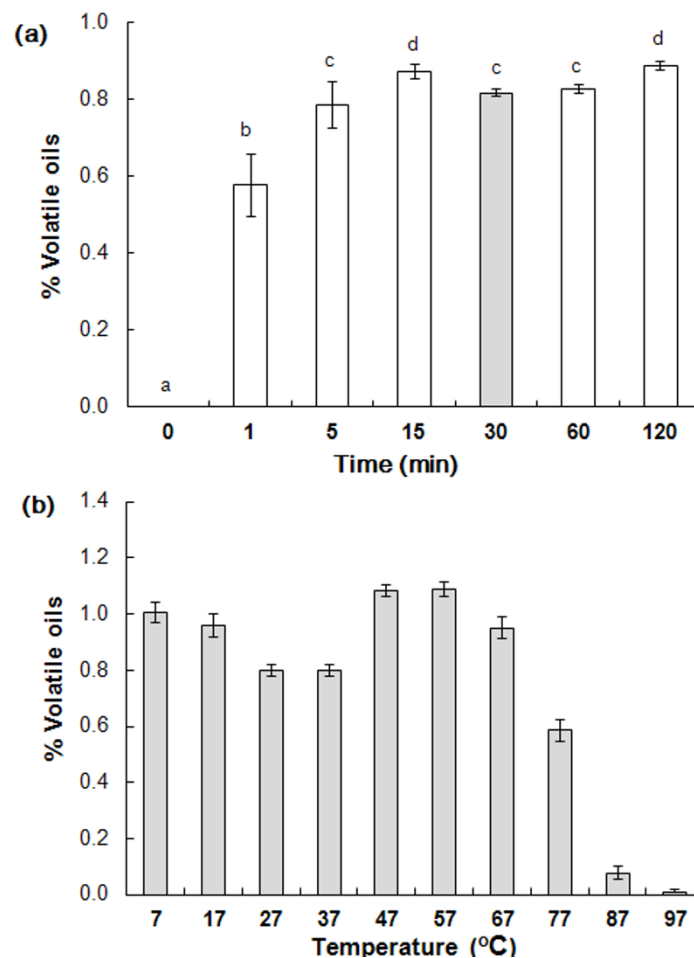 (a)
% Volatile oils
1.0
0.8
0.6
0.4
0.2
0.0
a
b
c
d
c
c
d
0 1 5 15 30 60 120
Time (min)
(b)
% Volatile oils
1.4
1.2
1.0
0.8
0.6
0.4
0.2
0.0
7 17 27 37 47 57 67 77 87 97
Temperature (⁰C)